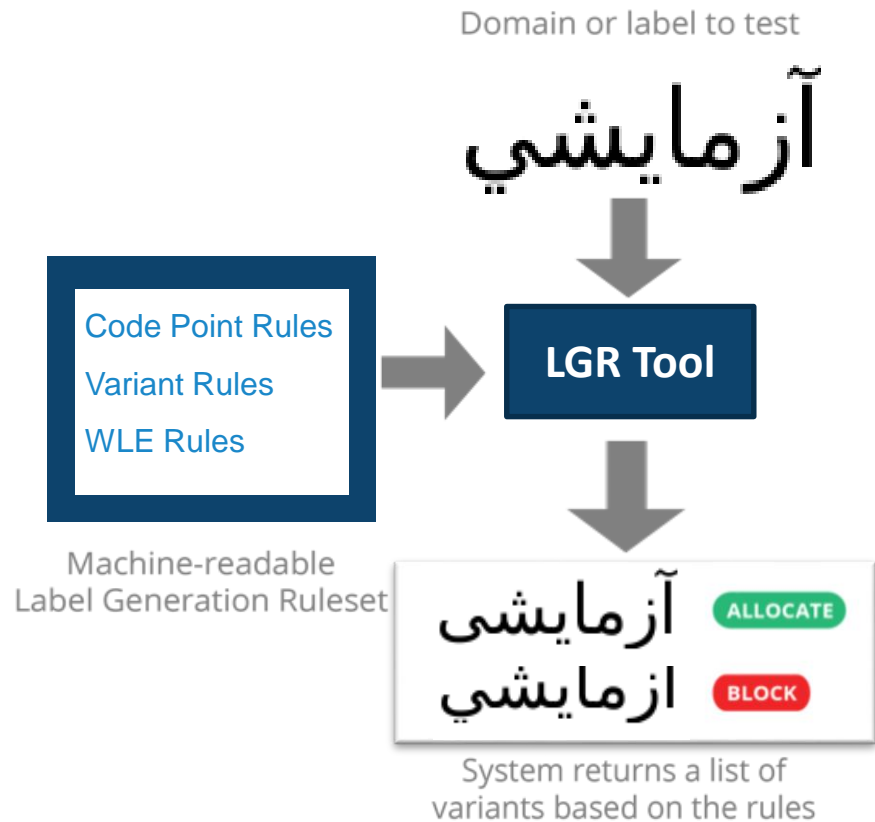 Domain or label to test
آزمايشي
Code Point Rules
Variant Rules
WLE Rules
LGR Tool
Machine-readable
Label Generation Ruleset
آزمایشی ALLOCATE
ازمايشي BLOCK
System returns a list of
variants based on the rules